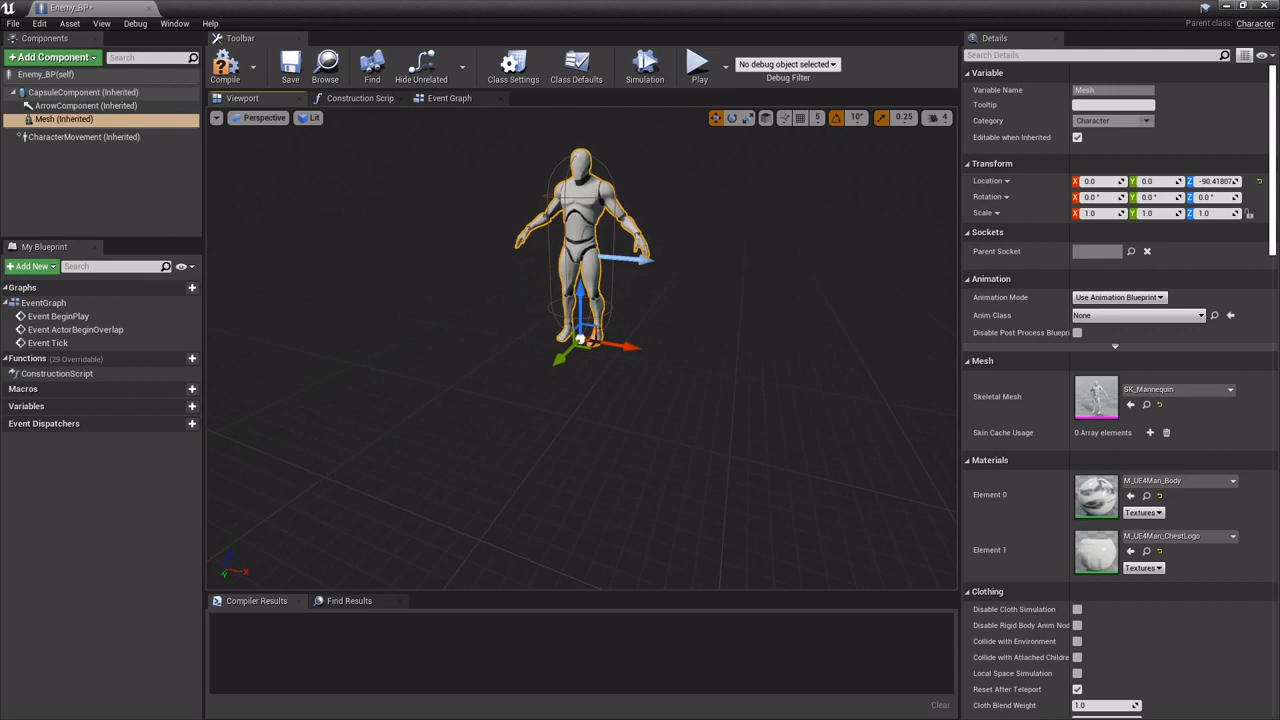 Enemy_BP*
File Edit Asset View Debug Window Help
Parent class: Character
Components
Add Component
Search
Enemy_BP(self)
CapsuleComponent (Inherited)
ArrowComponent (Inherited)
Mesh (Inherited)
CharacterMovement (Inherited)
My Blueprint
Add New
Search
Graphs
EventGraph
Event BeginPlay
Event ActorBeginOverlap
Event Tick
Functions (29 Overridable)
ConstructionScript
Macros
Variables
Event Dispatchers
Toolbar
Compile Save Browse Find Hide Unrelated Class Settings Class Defaults Simulation Play
No debug object selected
Debug Filter
Viewport Construction Scrip Event Graph
Perspective Lit
5 10° 0.25 4
X
Compiler Results Find Results
Clear
Details
Search Details
Variable
Variable Name Mesh
Tooltip
Category Character
Editable when Inherited
Transform
Location X 0.0 Y 0.0 Z -90.41807
Rotation X 0.0 ° Y 0.0 ° Z 0.0 °
Scale X 1.0 Y 1.0 Z 1.0
Sockets
Parent Socket
Animation
Animation Mode Use Animation Blueprint
Anim Class None
Disable Post Process Bluepri
Mesh
Skeletal Mesh SK_Mannequin
Skin Cache Usage 0 Array elements
Materials
Element 0 M_UE4Man_Body
Textures
Element 1 M_UE4Man_ChestLogo
Textures
Clothing
Disable Cloth Simulation
Disable Rigid Body Anim Nod
Collide with Environment
Collide with Attached Childre
Local Space Simulation
Reset After Teleport
Cloth Blend Weight 1.0